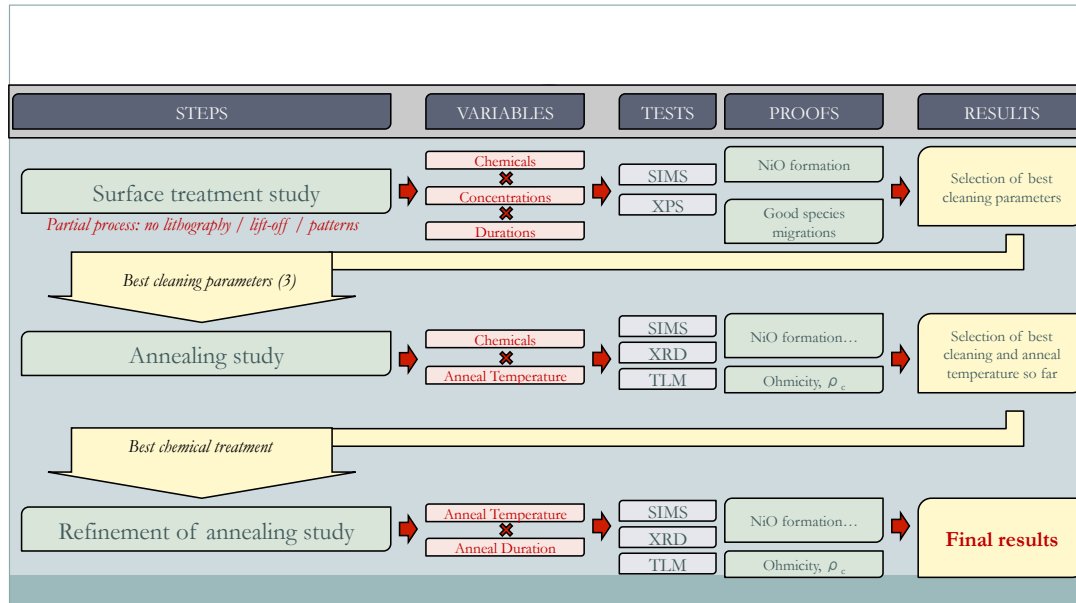 STEPS
VARIABLES
TESTS
PROOFS
RESULTS
Surface treatment study
Partial process: no lithography / lift-off / patterns
Chemicals
Concentrations
Durations
SIMS
XPS
NiO formation
Good species
migrations
Selection of best
cleaning parameters
Best cleaning parameters (3)
Annealing study
Chemicals
Anneal Temperature
SIMS
XRD
TLM
NiO formation…
Ohmicity, ρ c
Selection of best
cleaning and anneal
temperature so far
Best chemical treatment
Refinement of annealing study
Anneal Temperature
Anneal Duration
SIMS
XRD
TLM
NiO formation…
Ohmicity, ρ c
Final results